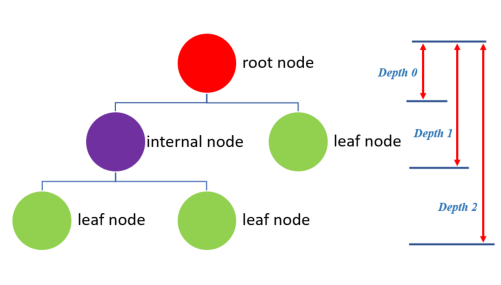 root node
Depth 0
internal node
leaf node
Depth 1
leaf node
leaf node
Depth 2